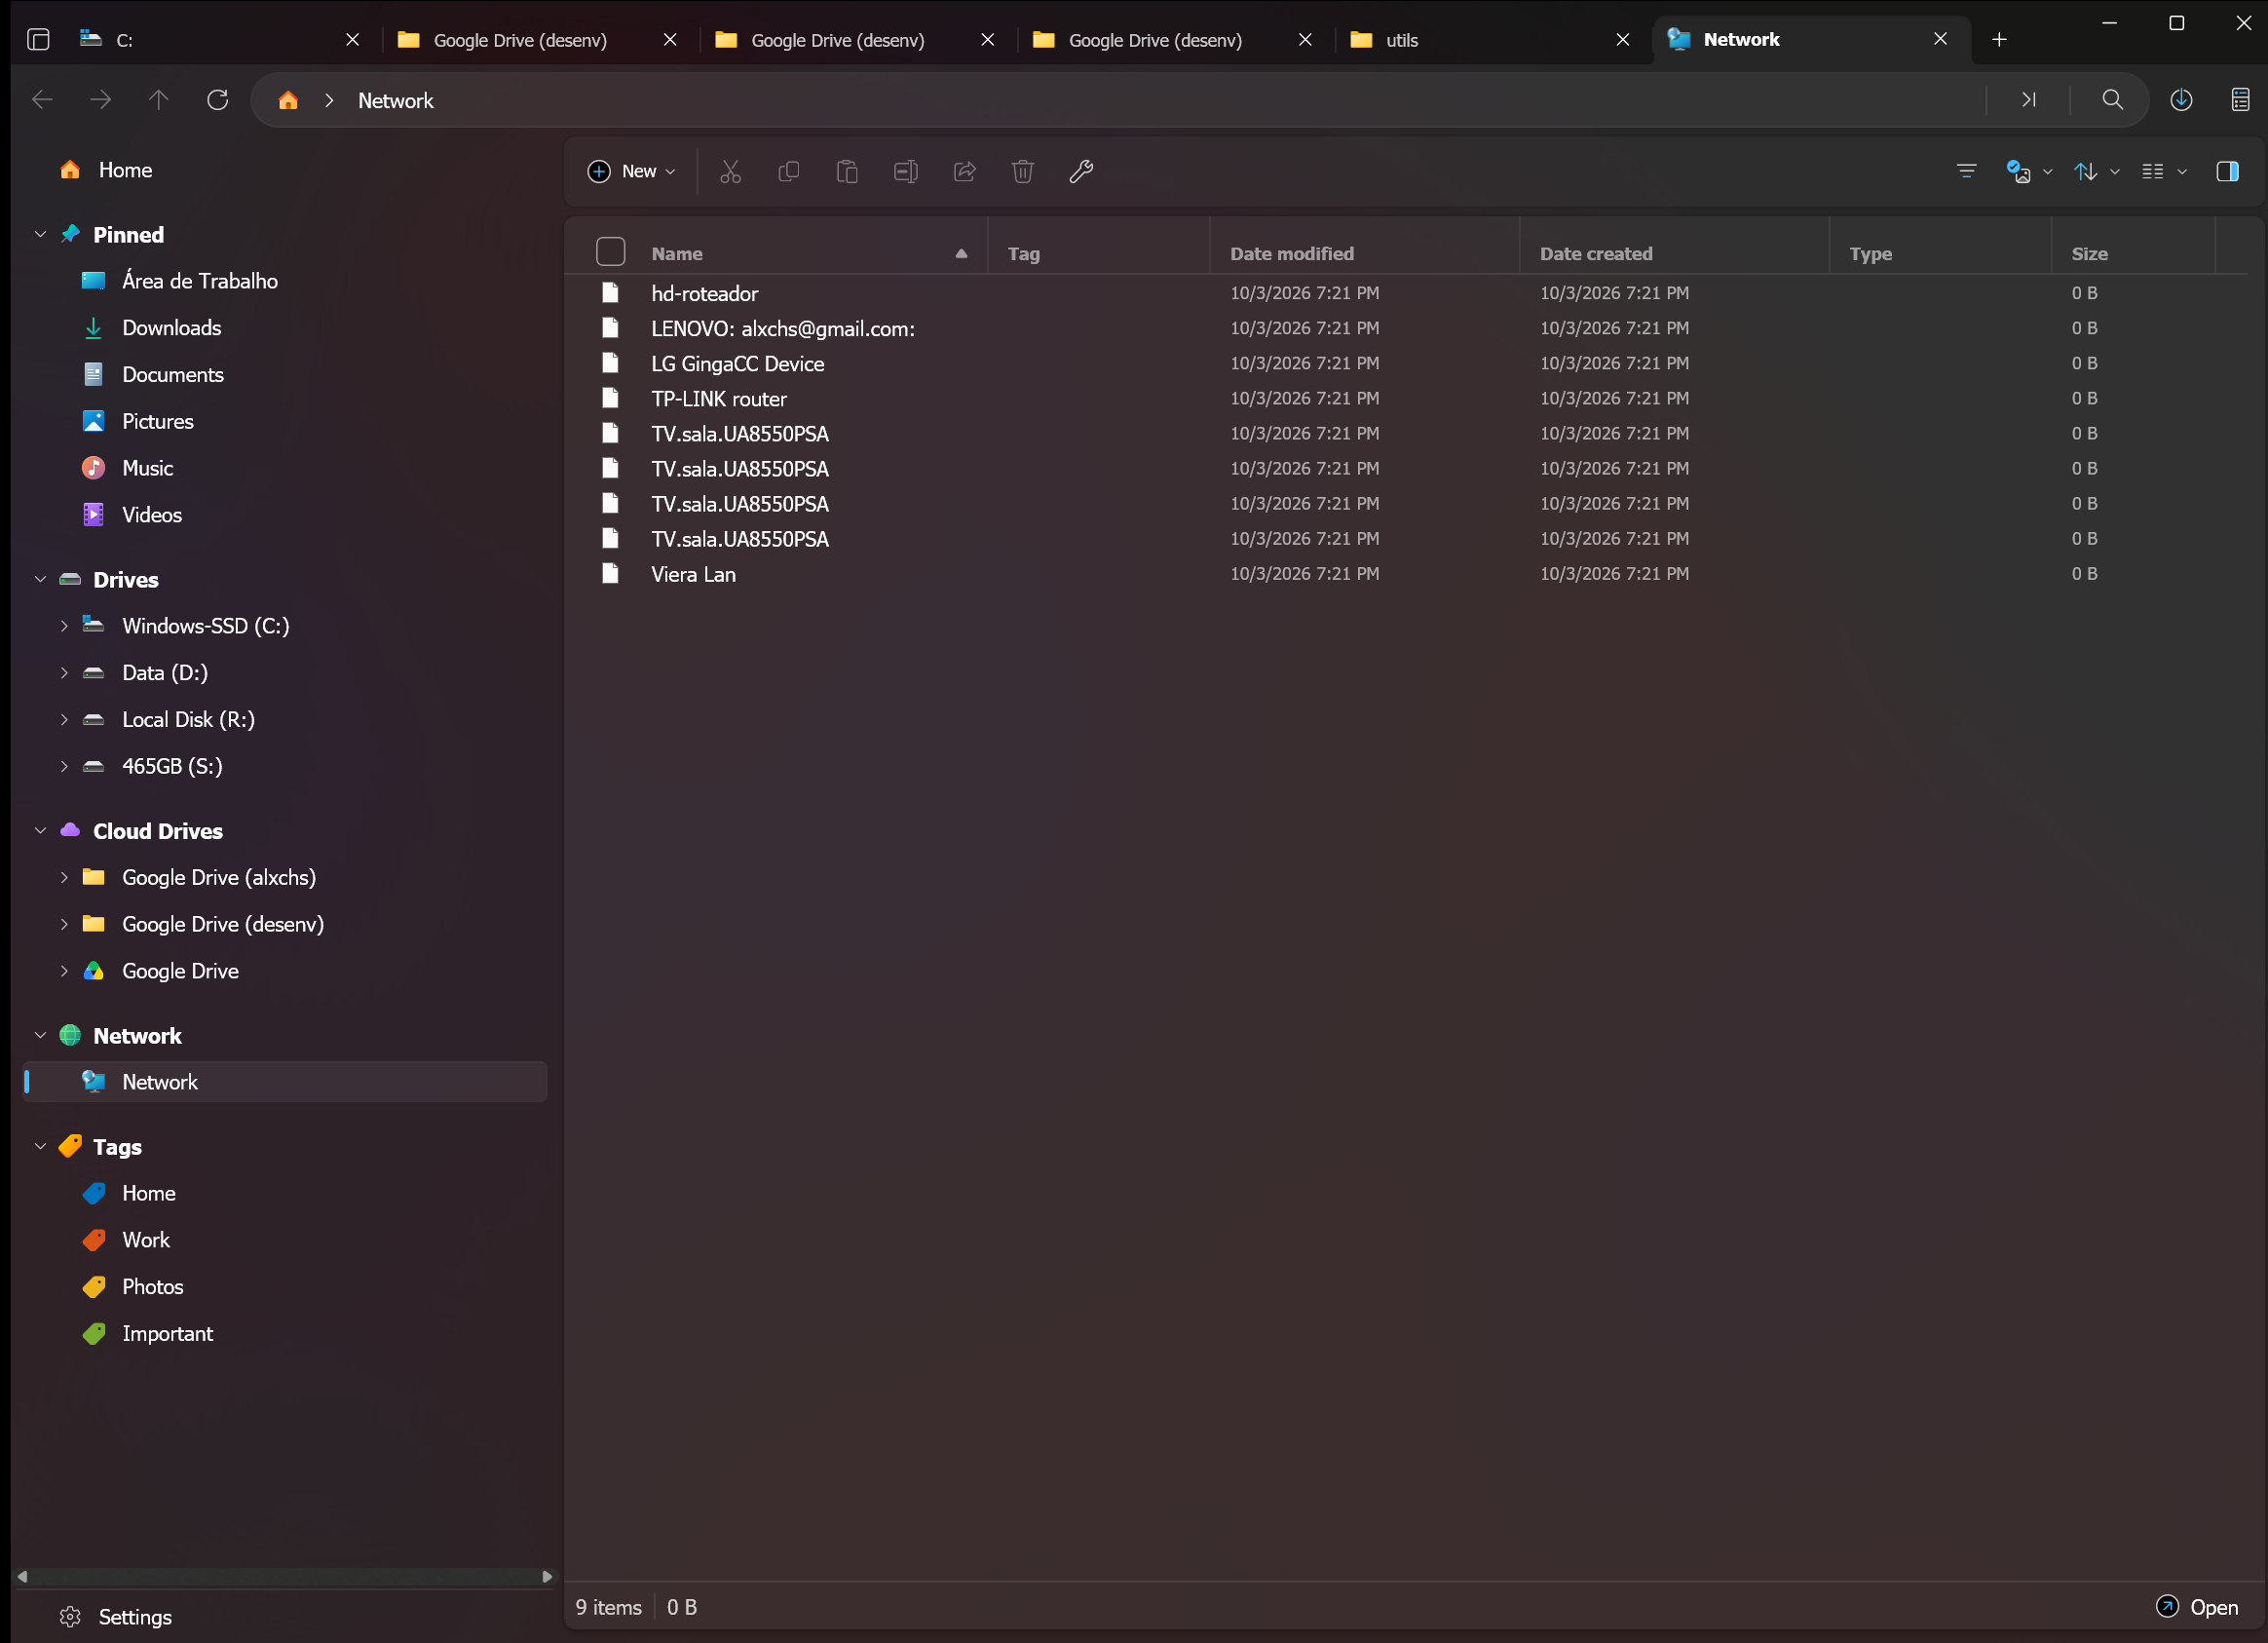 C:
Google Drive (desenv)
Google Drive (desenv)
Google Drive (desenv)
utils
Network
Network
Home
Pinned
Área de Trabalho
Downloads
Documents
Pictures
Music
Videos
Drives
Windows-SSD (C:)
Data (D:)
Local Disk (R:)
465GB (S:)
Cloud Drives
Google Drive (alxchs)
Google Drive (desenv)
Google Drive
Network
Network
Tags
Home
Work
Photos
Important
Settings
New
Name Tag Date modified Date created Type Size
hd-roteador 10/3/2026 7:21 PM 10/3/2026 7:21 PM 0 B
LENOVO: alxchs@gmail.com: 10/3/2026 7:21 PM 10/3/2026 7:21 PM 0 B
LG GingaCC Device 10/3/2026 7:21 PM 10/3/2026 7:21 PM 0 B
TP-LINK router 10/3/2026 7:21 PM 10/3/2026 7:21 PM 0 B
TV.sala.UA8550PSA 10/3/2026 7:21 PM 10/3/2026 7:21 PM 0 B
TV.sala.UA8550PSA 10/3/2026 7:21 PM 10/3/2026 7:21 PM 0 B
TV.sala.UA8550PSA 10/3/2026 7:21 PM 10/3/2026 7:21 PM 0 B
TV.sala.UA8550PSA 10/3/2026 7:21 PM 10/3/2026 7:21 PM 0 B
Viera Lan 10/3/2026 7:21 PM 10/3/2026 7:21 PM 0 B
9 items 0 B
Open